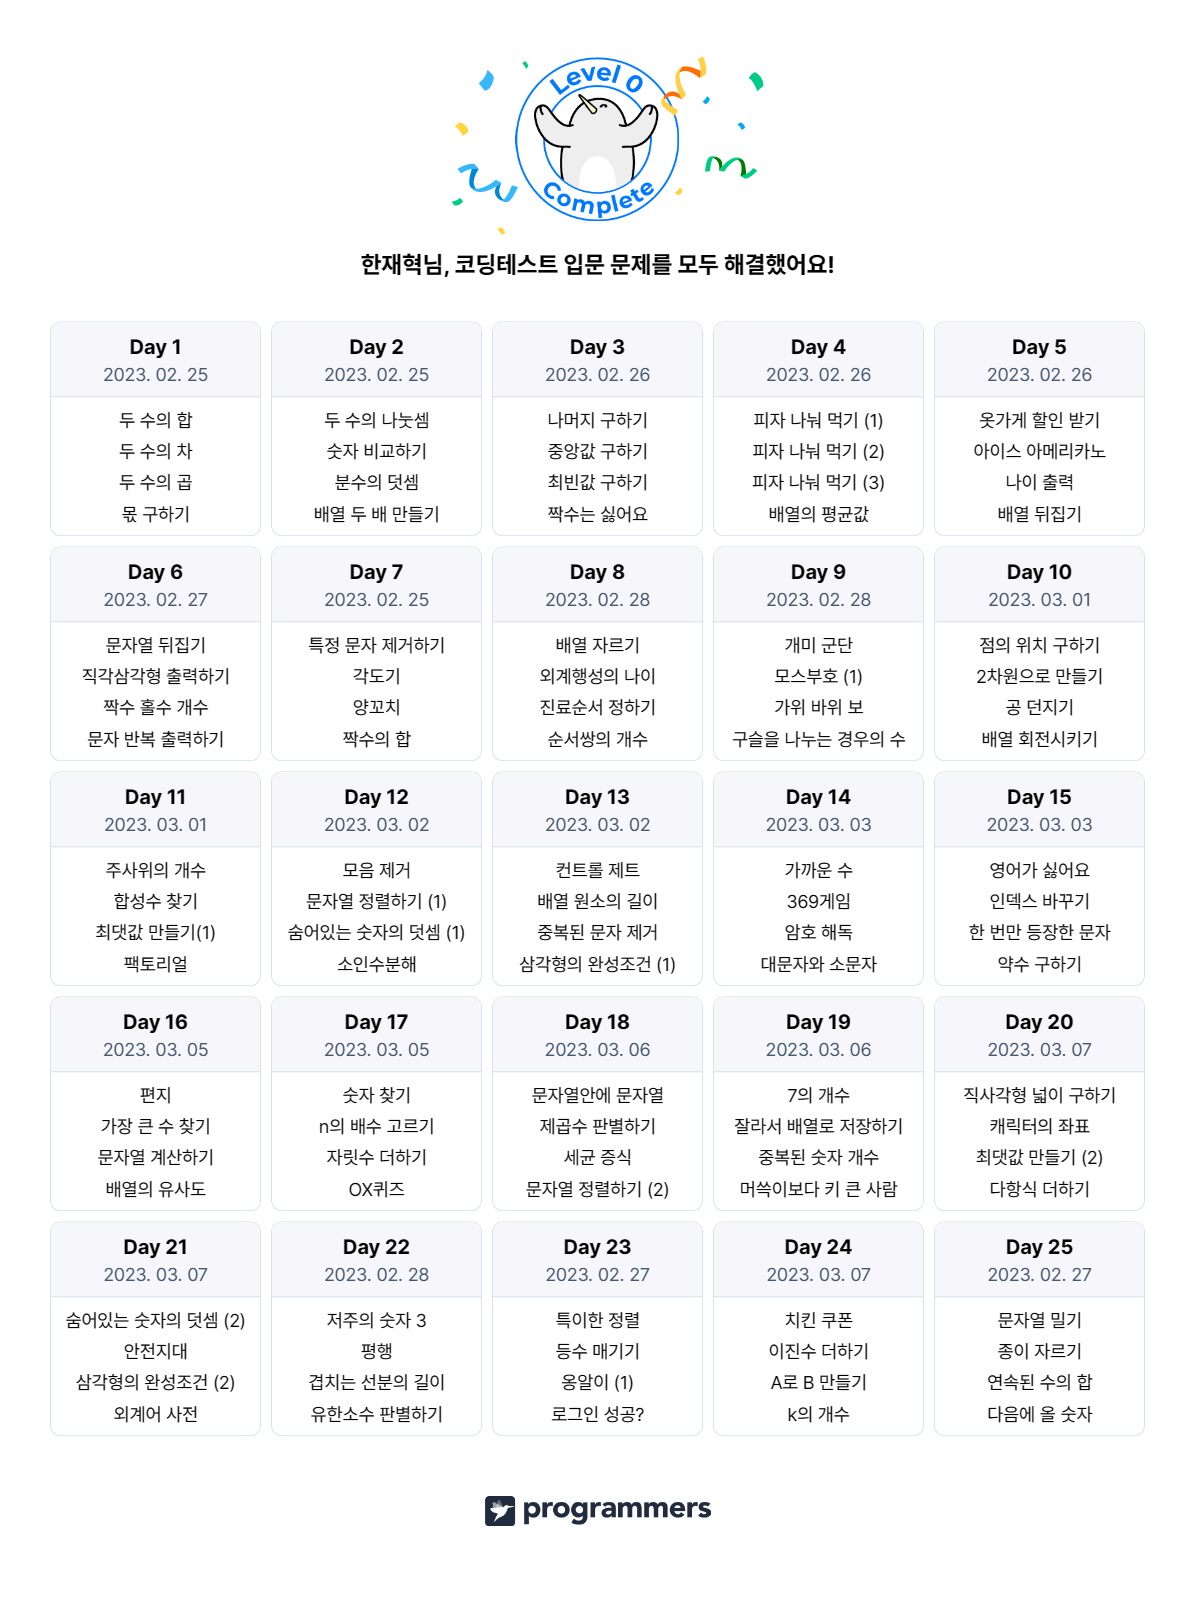 Level 0
Complete
한재혁님, 코딩테스트 입문 문제를 모두 해결했어요!
Day 1
2023. 02. 25
두 수의 합
두 수의 차
두 수의 곱
몫 구하기
Day 2
2023. 02. 25
두 수의 나눗셈
숫자 비교하기
분수의 덧셈
배열 두 배 만들기
Day 3
2023. 02. 26
나머지 구하기
중앙값 구하기
최빈값 구하기
짝수는 싫어요
Day 4
2023. 02. 26
피자 나눠 먹기 (1)
피자 나눠 먹기 (2)
피자 나눠 먹기 (3)
배열의 평균값
Day 5
2023. 02. 26
옷가게 할인 받기
아이스 아메리카노
나이 출력
배열 뒤집기
Day 6
2023. 02. 27
문자열 뒤집기
직각삼각형 출력하기
짝수 홀수 개수
문자 반복 출력하기
Day 7
2023. 02. 25
특정 문자 제거하기
각도기
양꼬치
짝수의 합
Day 8
2023. 02. 28
배열 자르기
외계행성의 나이
진료순서 정하기
순서쌍의 개수
Day 9
2023. 02. 28
개미 군단
모스부호 (1)
가위 바위 보
구슬을 나누는 경우의 수
Day 10
2023. 03. 01
점의 위치 구하기
2차원으로 만들기
공 던지기
배열 회전시키기
Day 11
2023. 03. 01
주사위의 개수
합성수 찾기
최댓값 만들기(1)
팩토리얼
Day 12
2023. 03. 02
모음 제거
문자열 정렬하기 (1)
숨어있는 숫자의 덧셈 (1)
소인수분해
Day 13
2023. 03. 02
컨트롤 제트
배열 원소의 길이
중복된 문자 제거
삼각형의 완성조건 (1)
Day 14
2023. 03. 03
가까운 수
369게임
암호 해독
대문자와 소문자
Day 15
2023. 03. 03
영어가 싫어요
인덱스 바꾸기
한 번만 등장한 문자
약수 구하기
Day 16
2023. 03. 05
편지
가장 큰 수 찾기
문자열 계산하기
배열의 유사도
Day 17
2023. 03. 05
숫자 찾기
n의 배수 고르기
자릿수 더하기
OX퀴즈
Day 18
2023. 03. 06
문자열안에 문자열
제곱수 판별하기
세균 증식
문자열 정렬하기 (2)
Day 19
2023. 03. 06
7의 개수
잘라서 배열로 저장하기
중복된 숫자 개수
머쓱이보다 키 큰 사람
Day 20
2023. 03. 07
직사각형 넓이 구하기
캐릭터의 좌표
최댓값 만들기 (2)
다항식 더하기
Day 21
2023. 03. 07
숨어있는 숫자의 덧셈 (2)
안전지대
삼각형의 완성조건 (2)
외계어 사전
Day 22
2023. 02. 28
저주의 숫자 3
평행
겹치는 선분의 길이
유한소수 판별하기
Day 23
2023. 02. 27
특이한 정렬
등수 매기기
옹알이 (1)
로그인 성공?
Day 24
2023. 03. 07
치킨 쿠폰
이진수 더하기
A로 B 만들기
k의 개수
Day 25
2023. 02. 27
문자열 밀기
종이 자르기
연속된 수의 합
다음에 올 숫자
programmers